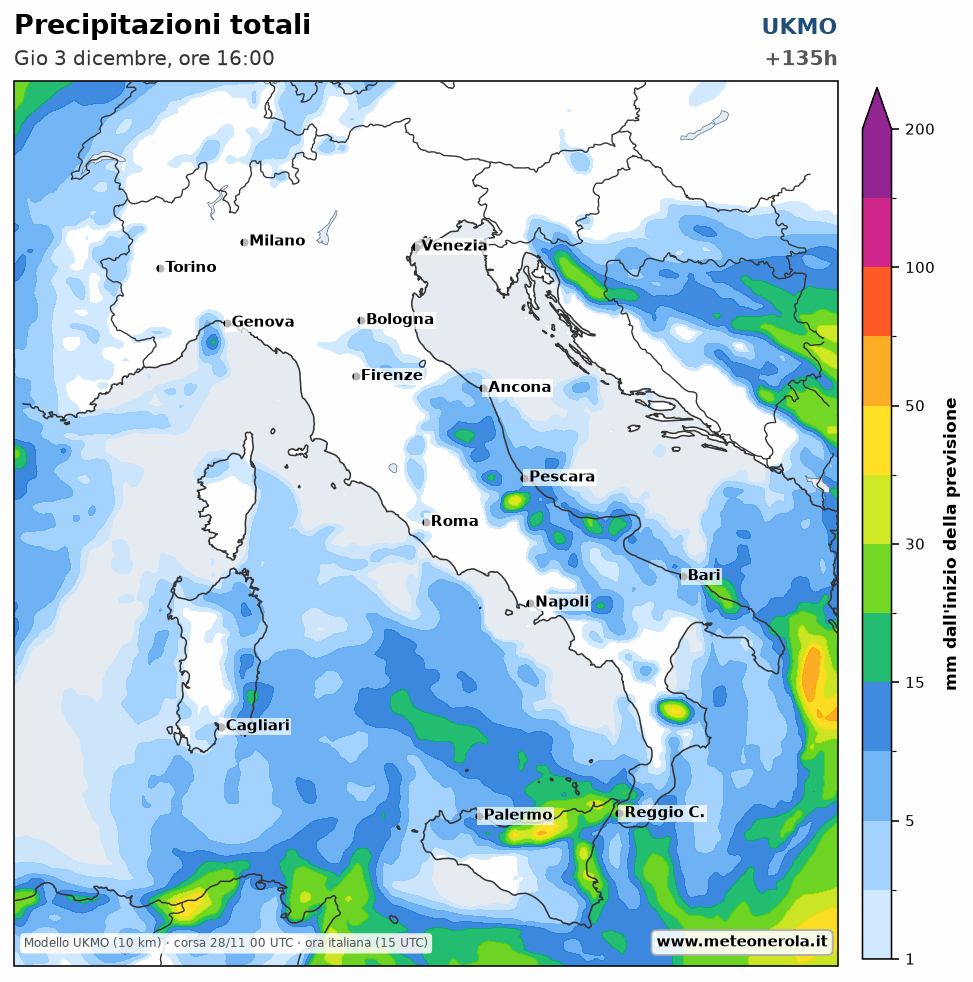 Precipitazioni totali
UKMO
Gio 3 dicembre, ore 16:00
+135h
200
100
50
30
15
5
1
mm dall'inizio della previsione
Milano
Venezia
Torino
Genova
Bologna
Firenze
Ancona
Pescara
Roma
Bari
Napoli
Cagliari
Palermo
Reggio C.
Modello UKMO (10 km) · corsa 28/11 00 UTC · ora italiana (15 UTC)
www.meteonerola.it